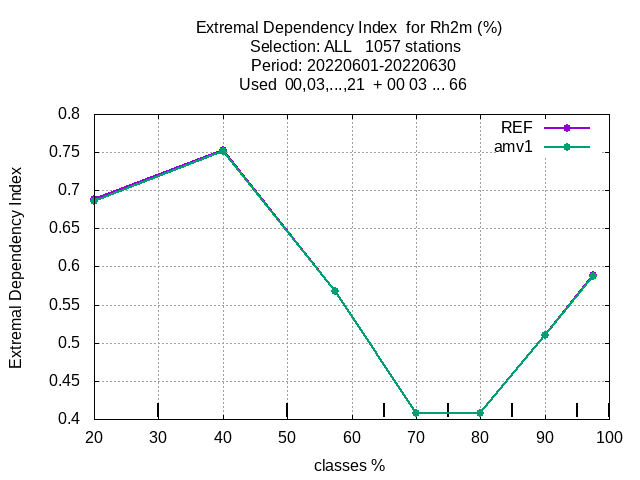 Extremal Dependency Index  for Rh2m (%)
Selection: ALL   1057 stations
Period: 20220601-20220630
Used  00,03,...,21  + 00 03 ... 66
REF
amv1
Extremal Dependency Index
0.8
0.75
0.7
0.65
0.6
0.55
0.5
0.45
0.4
20 30 40 50 60 70 80 90 100
classes %